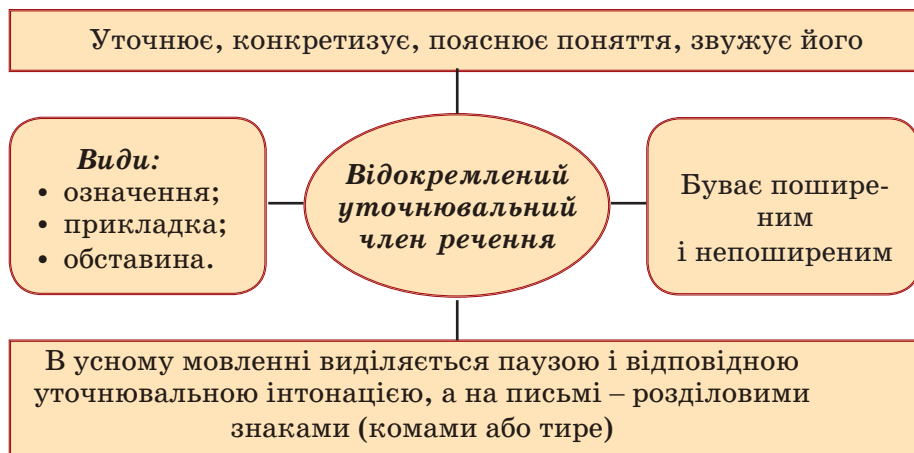 Уточнює, конкретизує, пояснює поняття, звужує його
Види:
• означення;
• прикладка;
• обставина.
Відокремлений
уточнювальний
член речення
Буває пошире-
ним
і непоширеним
В усному мовленні виділяється паузою і відповідною
уточнювальною інтонацією, а на письмі – розділовими
знаками (комами або тире)